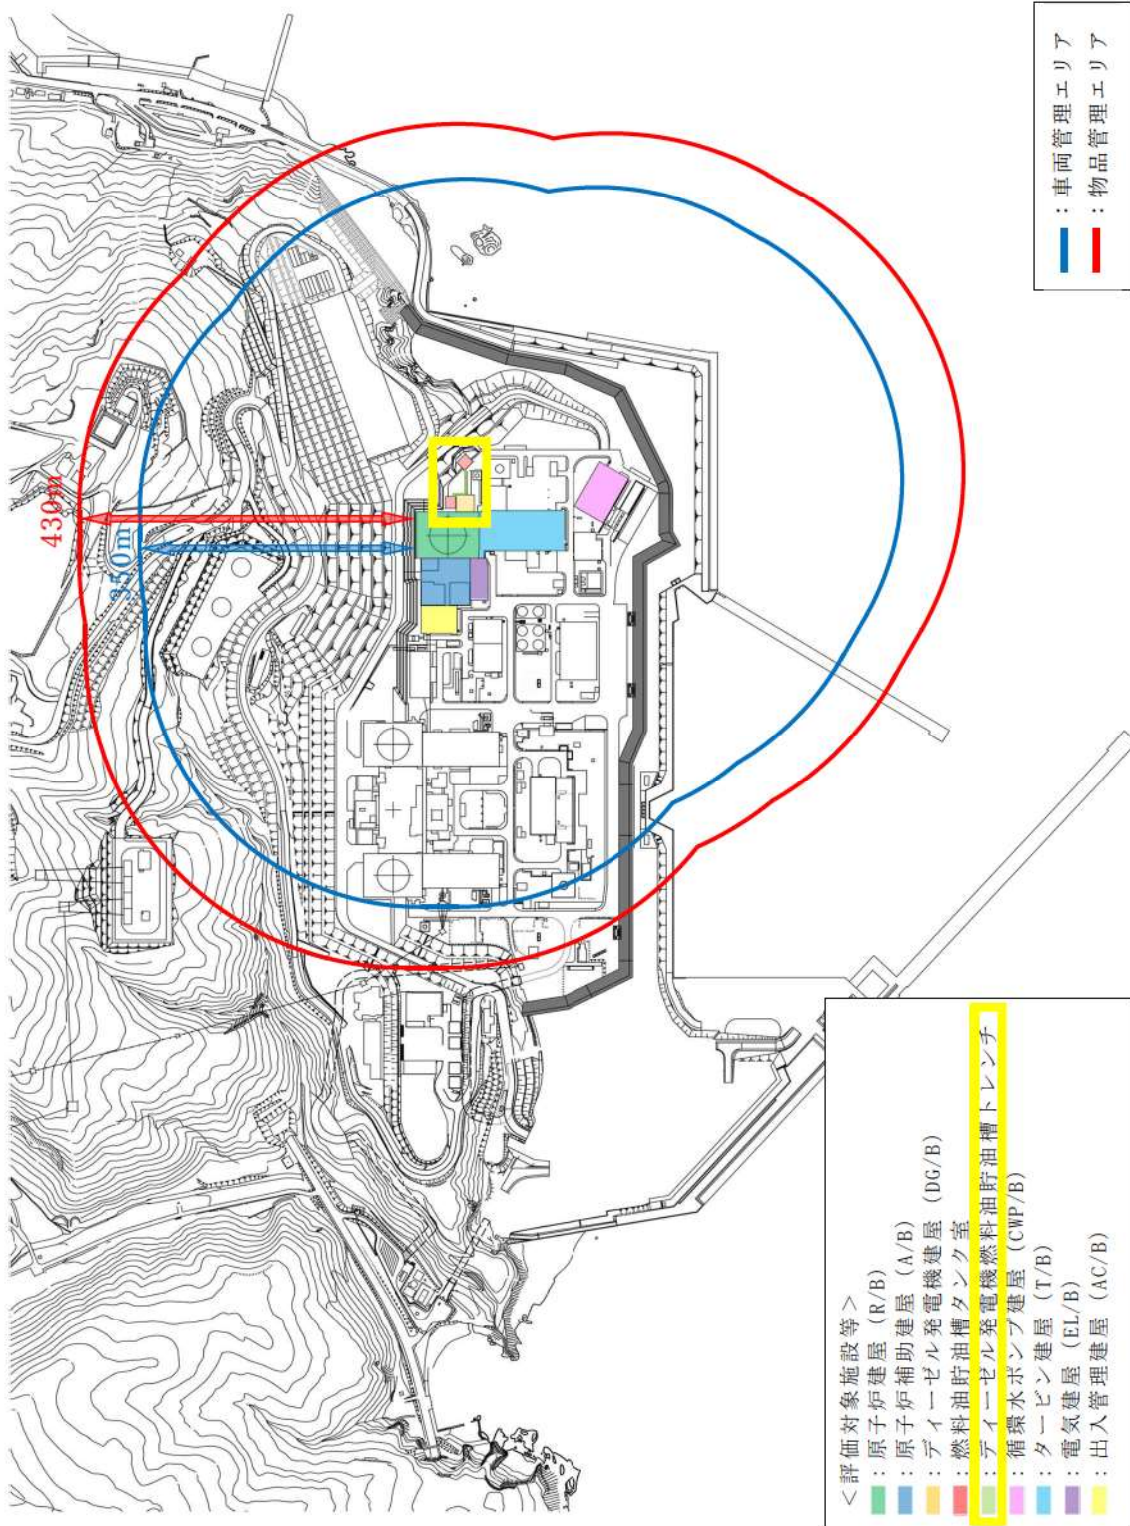 ：車両管理エリア
：物品管理エリア
430m
350m
＜評価対象施設等＞
：原子炉建屋 (R/B)
：原子炉補助建屋 (A/B)
：ディーゼル発電機建屋 (DG/B)
：燃料油貯油槽タンク室
：ディーゼル発電機燃料油貯油槽トレンチ
：循環水ポンプ建屋 (CWP/B)
：タービン建屋 (T/B)
：電気建屋 (EL/B)
：出入管理建屋 (AC/B)